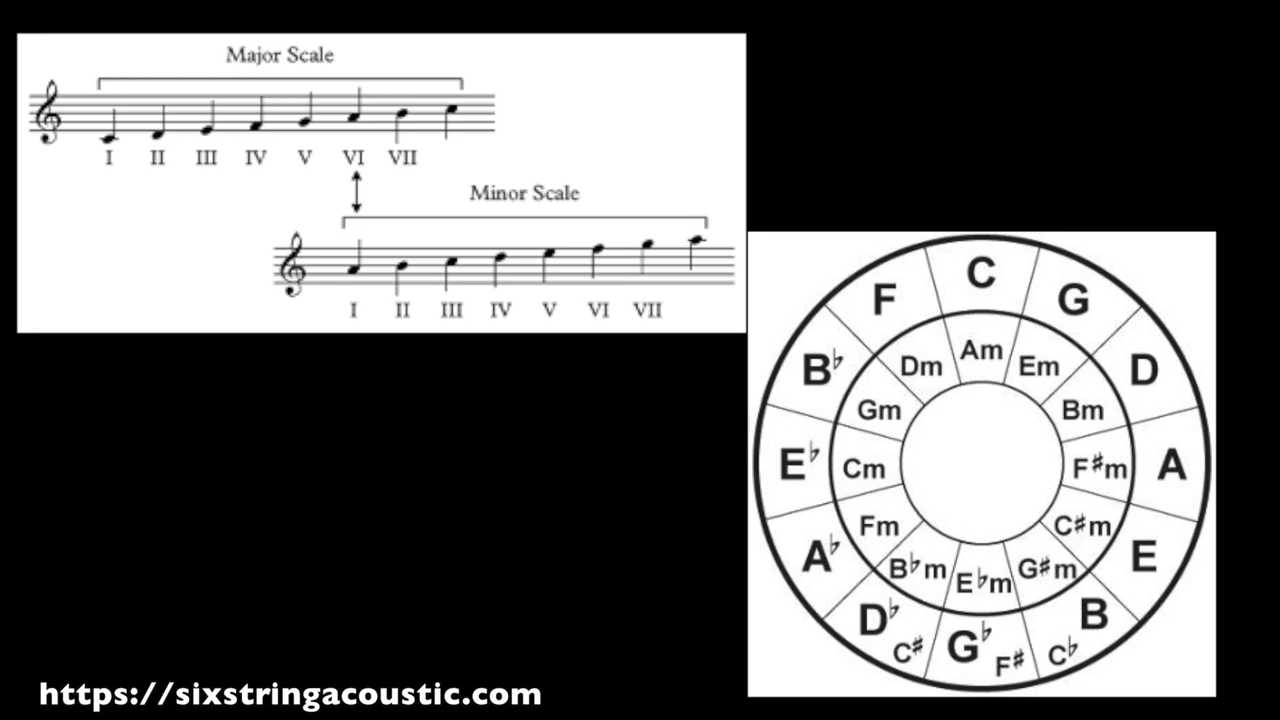 Major Scale
I II III IV V VI VII
Minor Scale
I II III IV V VI VII
C
F G
B♭ D
E♭ A
A♭ E
D♭ C♯ B C♭
G♭ F♯
Am
Dm Em
Gm Bm
Cm F♯m
Fm C♯m
B♭m G♯m
E♭m
https://sixstringacoustic.com